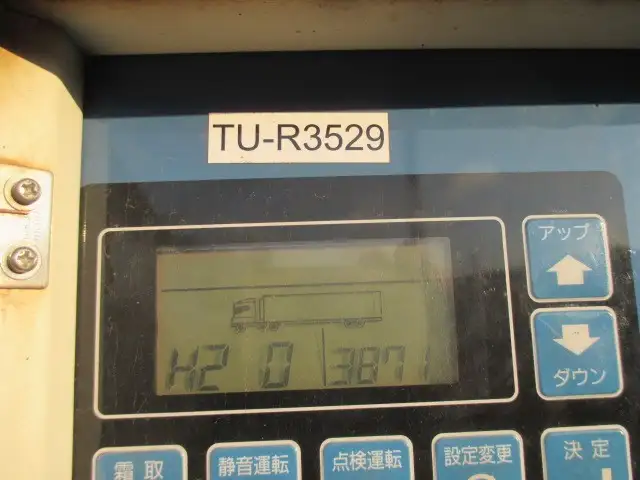 TU-R3529
アップ
H2 0 3871
ダウン
霜取
静音運転
点検運転
設定変更
決定